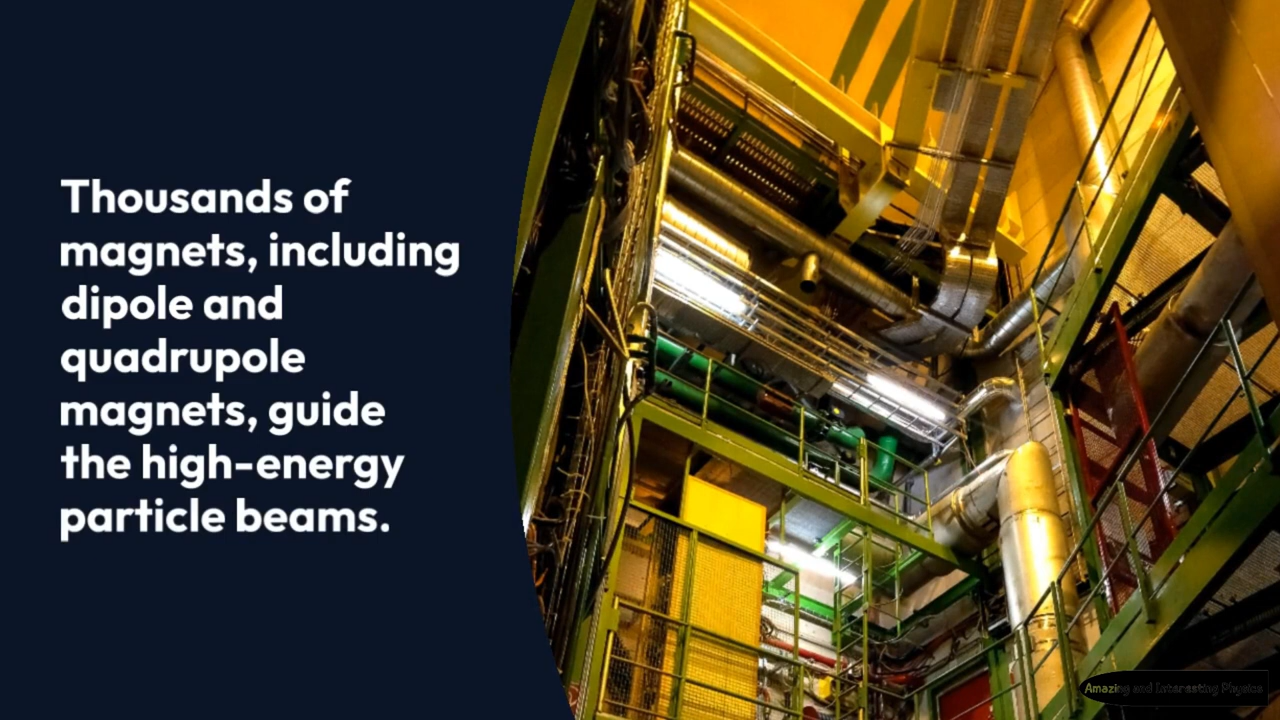 Thousands of
magnets, including
dipole and
quadrupole
magnets, guide
the high-energy
particle beams.
Amazing and Interesting Physics